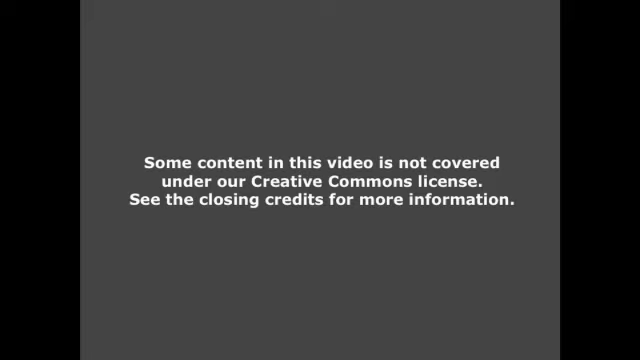 Some content in this video is not covered
under our Creative Commons license.
See the closing credits for more information.